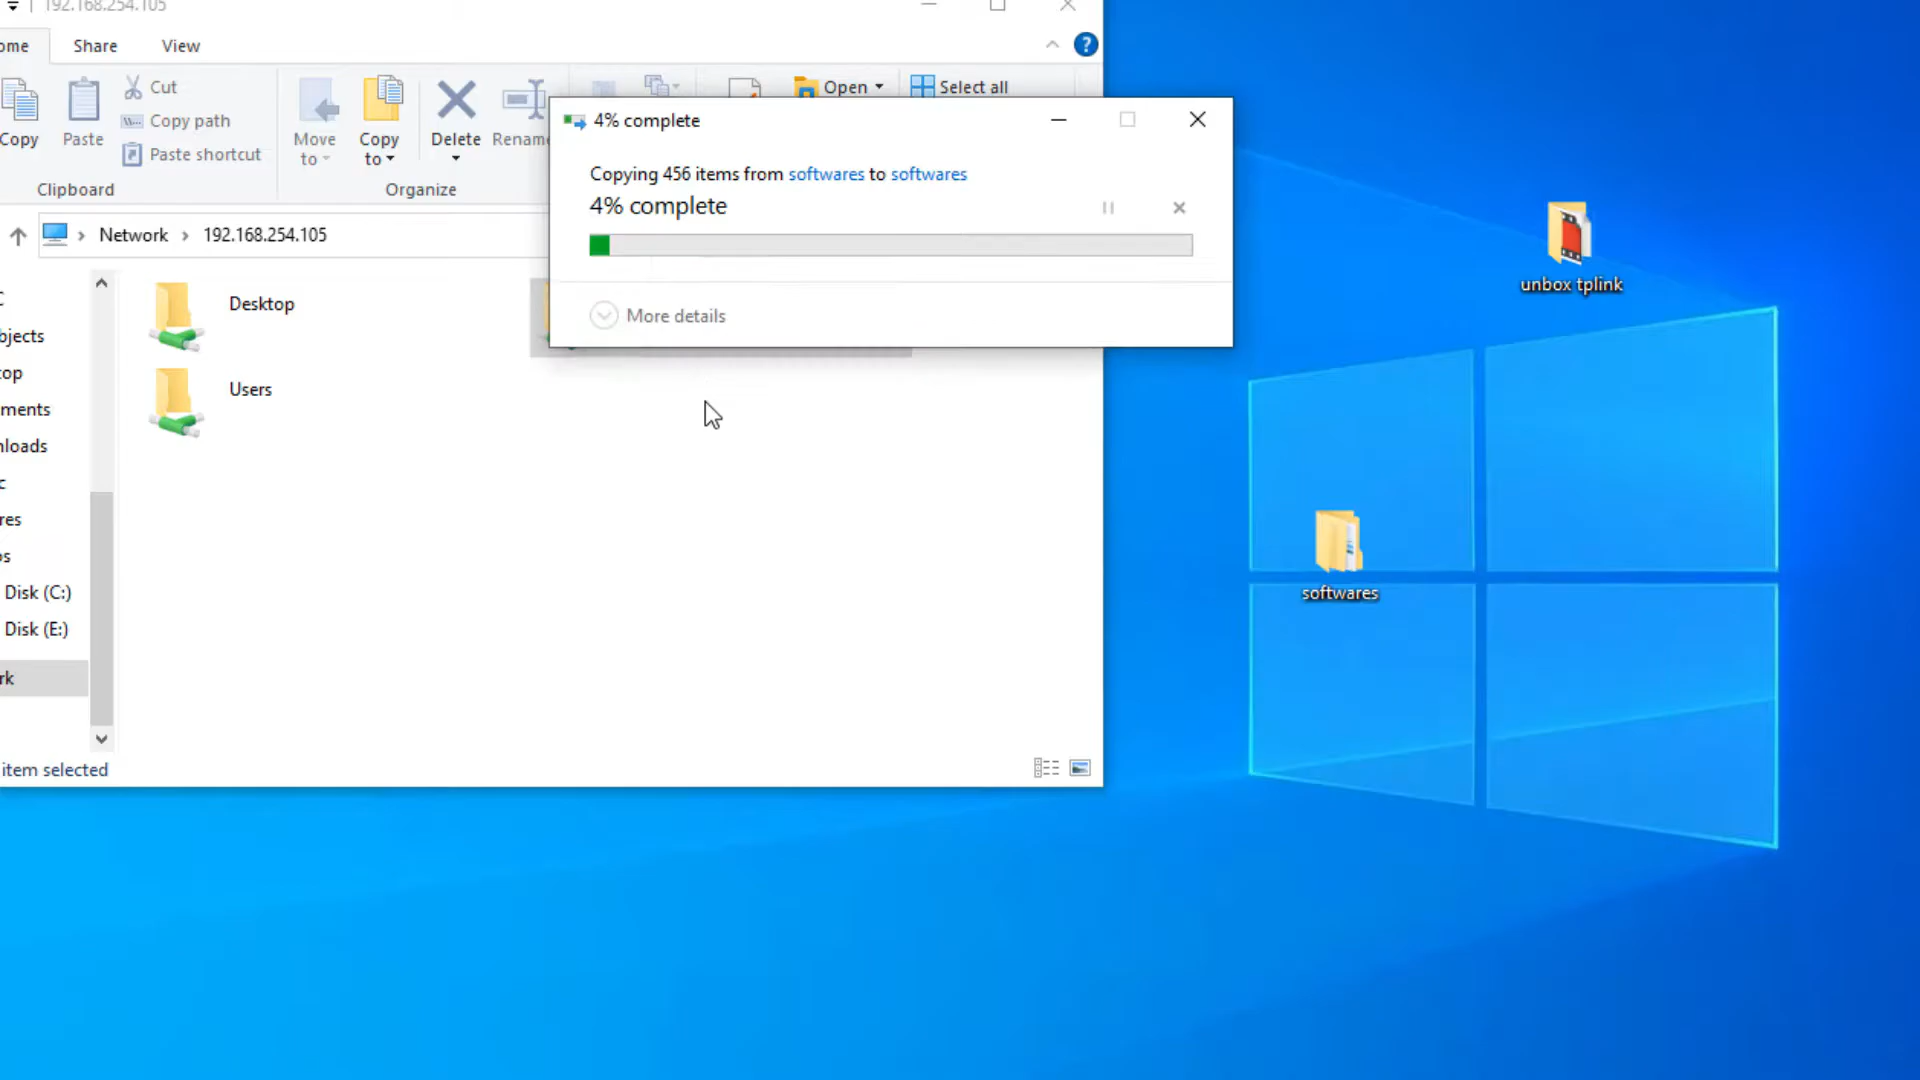 192.168.254.105
ome
Share
View
Copy
Paste
Cut
Copy path
Paste shortcut
Clipboard
Move to
Copy to
Delete
Renam
Organize
Open
Select all
4% complete
Copying 456 items from softwares to softwares
4% complete
More details
Network
192.168.254.105
bjects
op
ments
nloads
c
res
os
Disk (C:)
Disk (E:)
rk
Desktop
Users
item selected
unbox tplink
softwares